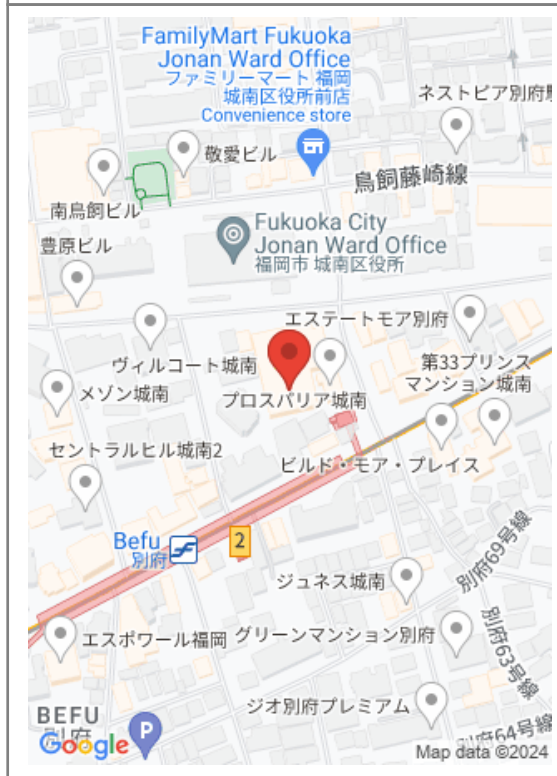 FamilyMart Fukuoka
Jonan Ward Office
ファミリーマート 福岡
城南区役所前店
Convenience store
ネストピア別府駅
敬愛ビル
鳥飼藤崎線
南鳥飼ビル
Fukuoka City
Jonan Ward Office
福岡市 城南区役所
豊原ビル
エステートモア別府
ヴィルコート城南
第33プリンス
マンション城南
メゾン城南
プロスパリア城南
セントラルヒル城南2
ビルド・モア・プレイス
Befu
別府
2
別府69号線
ジュネス城南
エスポワール福岡
グリーンマンション別府
別府63号線
ジオ別府プレミアム
BEFU
別府
P
Google
別府64号線
Map data ©2024